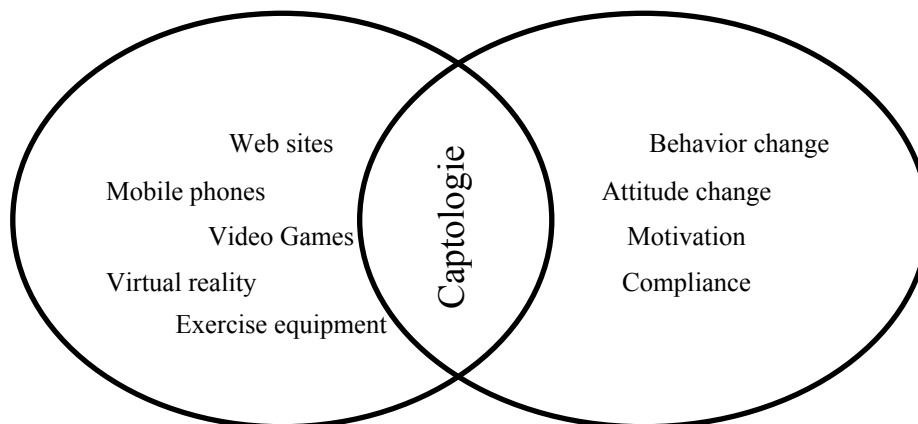 Web sites
Mobile phones
Video Games
Virtual reality
Exercise equipment
Captologie
Behavior change
Attitude change
Motivation
Compliance